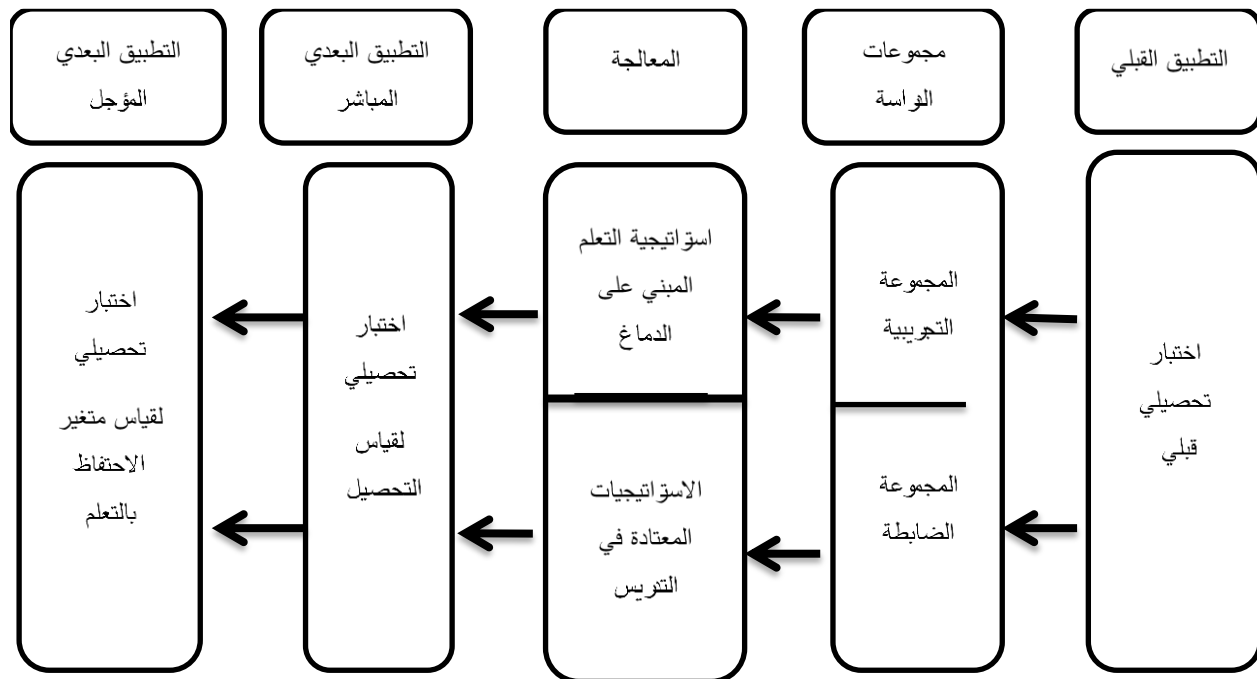 التطبيق القبلي
مجموعات
الدراسة
المعالجة
التطبيق البعدي
المباشر
التطبيق البعدي
المؤجل
اختبار
تحصيلي
قبلي
المجموعة
التجريبية
المجموعة
الضابطة
استراتيجية التعلم
المبني على
الدماغ
الاستراتيجيات
المعتادة في
التدريس
اختبار
تحصيلي
لقياس
التحصيل
اختبار
تحصيلي
لقياس متغير
الاحتفاظ
بالتعلم